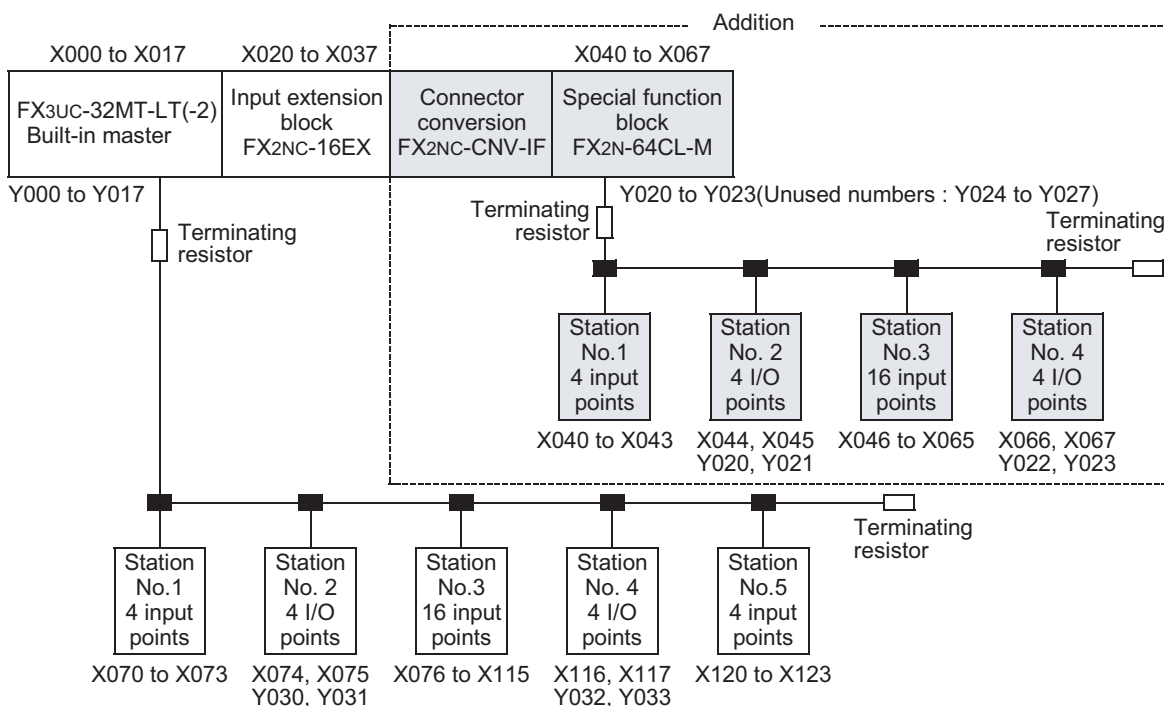 Addition
X000 to X017
X020 to X037
X040 to X067
FX3UC-32MT-LT(-2)
Built-in master
Input extension
block
FX2NC-16EX
Connector
conversion
FX2NC-CNV-IF
Special function
block
FX2N-64CL-M
Y000 to Y017
Y020 to Y023(Unused numbers : Y024 to Y027)
Terminating
resistor
Terminating
resistor
Terminating
resistor
Station
No.1
4 input
points
Station
No. 2
4 I/O
points
Station
No.3
16 input
points
Station
No. 4
4 I/O
points
X040 to X043
X044, X045
Y020, Y021
X046 to X065
X066, X067
Y022, Y023
Terminating
resistor
Station
No.1
4 input
points
Station
No. 2
4 I/O
points
Station
No.3
16 input
points
Station
No. 4
4 I/O
points
Station
No.5
4 input
points
X070 to X073
X074, X075
Y030, Y031
X076 to X115
X116, X117
Y032, Y033
X120 to X123